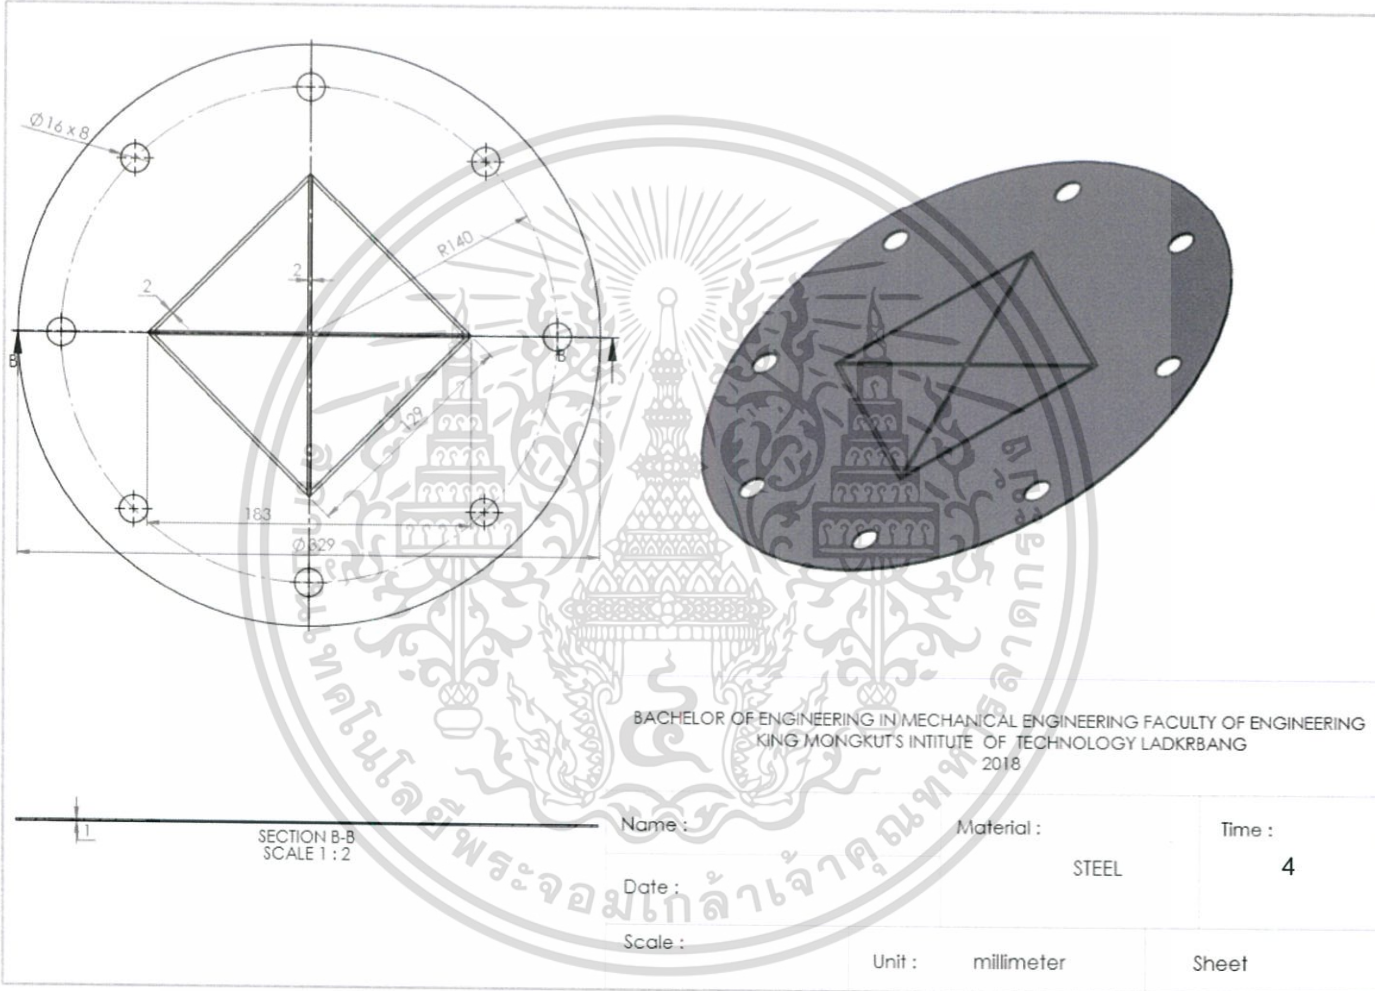 Ø16 x 8
R140
2
2
B
B
129
183
Ø329
1
SECTION B-B
SCALE 1 : 2
BACHELOR OF ENGINEERING IN MECHANICAL ENGINEERING FACULTY OF ENGINEERING
KING MONGKUT'S INTITUTE OF TECHNOLOGY LADKRBANG
2018
Name :
Material :
Time :
STEEL
4
Date :
Scale :
Unit :
millimeter
Sheet